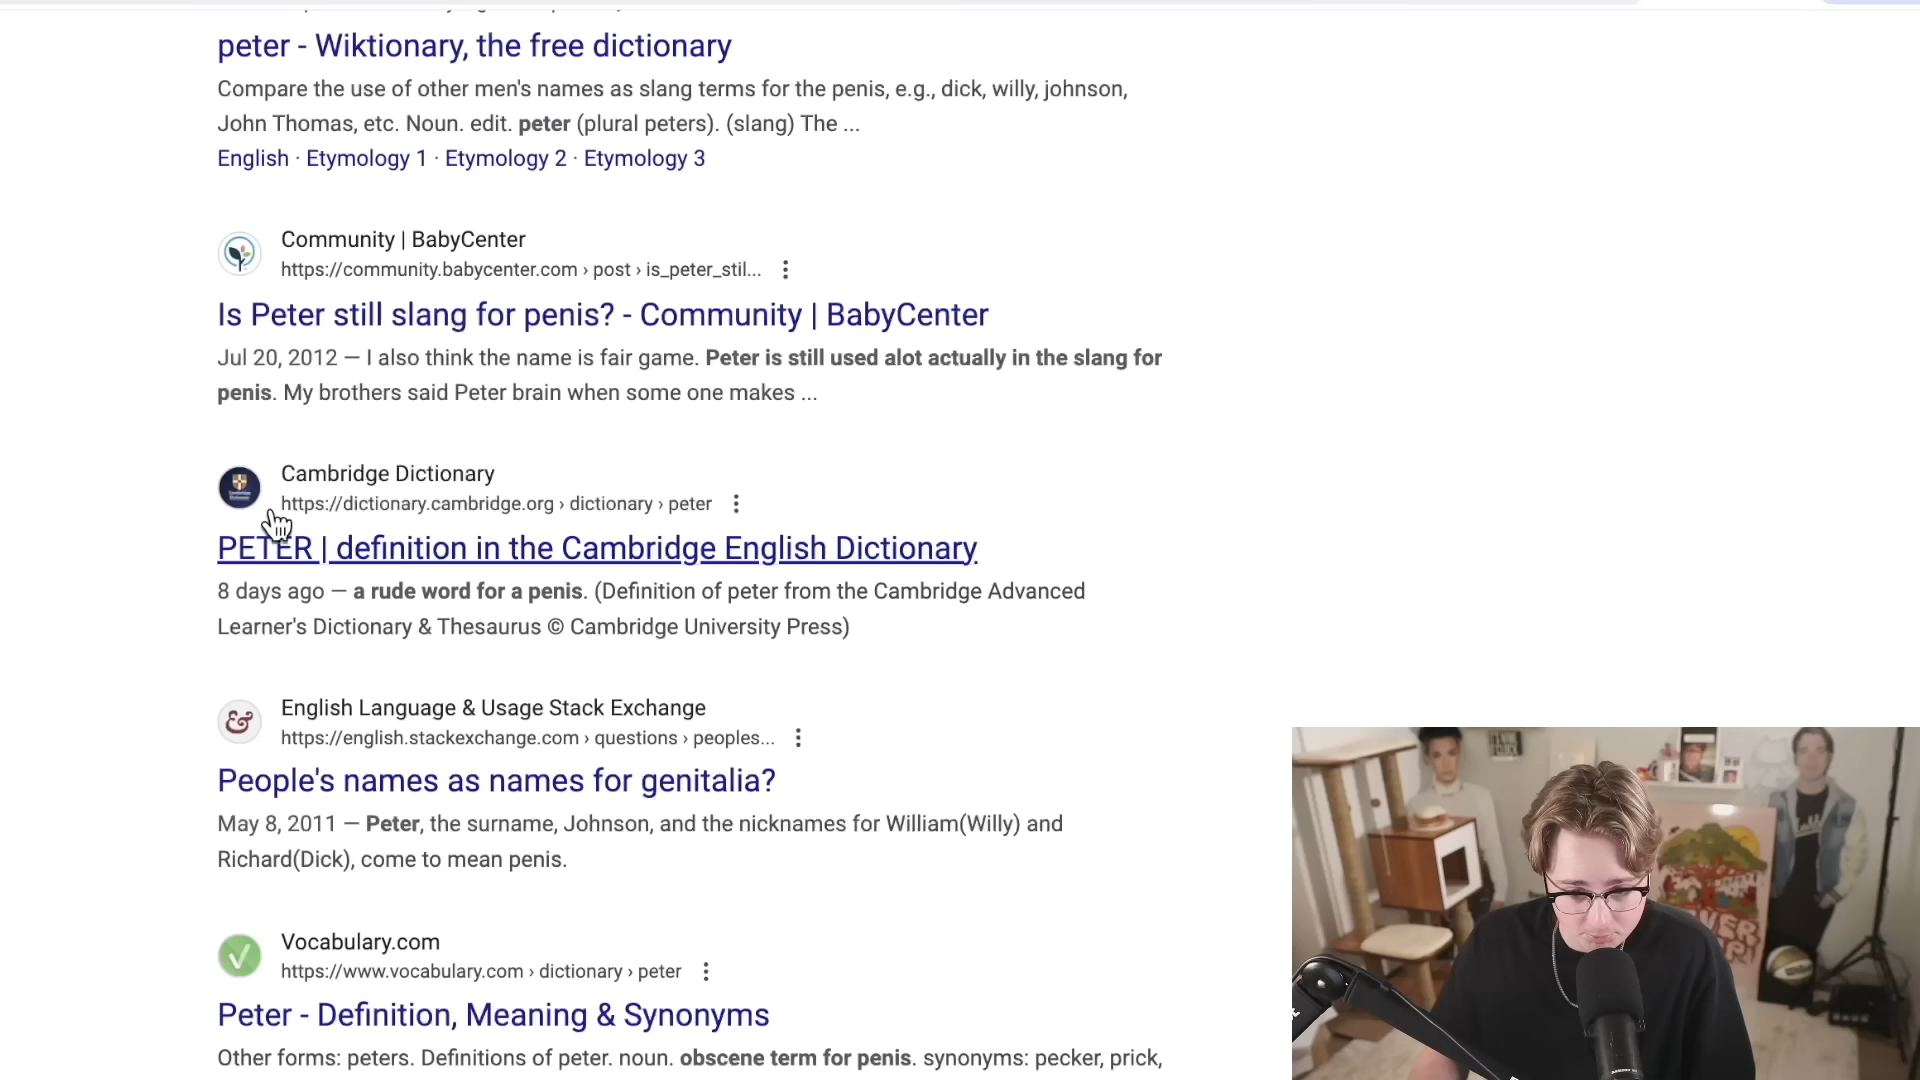 peter - Wiktionary, the free dictionary
Compare the use of other men's names as slang terms for the penis, e.g., dick, willy, johnson,
John Thomas, etc. Noun. edit. peter (plural peters). (slang) The ...
English · Etymology 1 · Etymology 2 · Etymology 3
Community | BabyCenter
https://community.babycenter.com › post › is_peter_stil...
Is Peter still slang for penis? - Community | BabyCenter
Jul 20, 2012 — I also think the name is fair game. Peter is still used alot actually in the slang for
penis. My brothers said Peter brain when some one makes ...
Cambridge Dictionary
https://dictionary.cambridge.org › dictionary › peter
PETER | definition in the Cambridge English Dictionary
8 days ago — a rude word for a penis. (Definition of peter from the Cambridge Advanced
Learner's Dictionary & Thesaurus © Cambridge University Press)
English Language & Usage Stack Exchange
https://english.stackexchange.com › questions › peoples...
People's names as names for genitalia?
May 8, 2011 — Peter, the surname, Johnson, and the nicknames for William(Willy) and
Richard(Dick), come to mean penis.
Vocabulary.com
https://www.vocabulary.com › dictionary › peter
Peter - Definition, Meaning & Synonyms
Other forms: peters. Definitions of peter. noun. obscene term for penis. synonyms: pecker, prick,